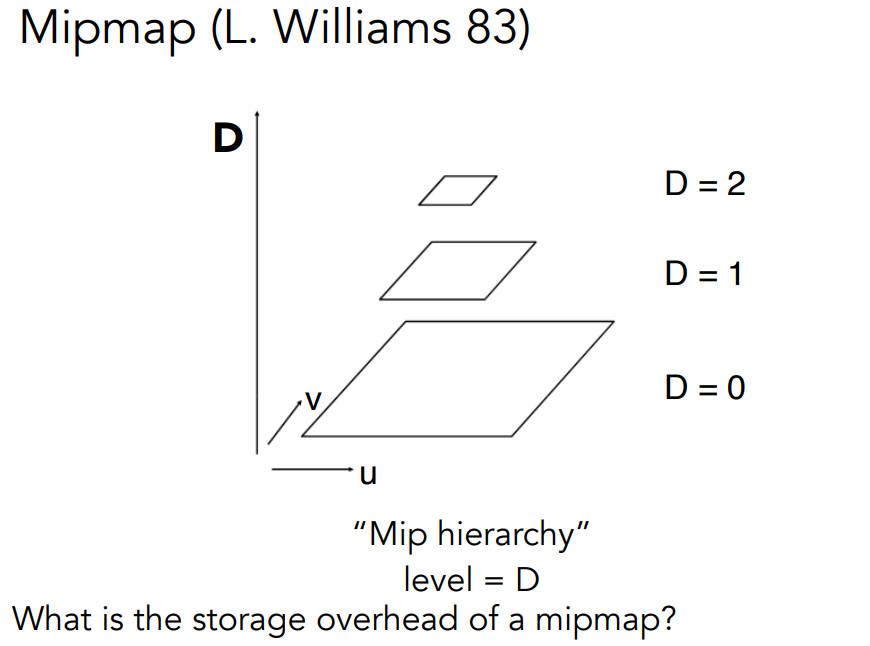 Mipmap (L. Williams 83)
D
D = 2
D = 1
D = 0
v
u
“Mip hierarchy”
level = D
What is the storage overhead of a mipmap?